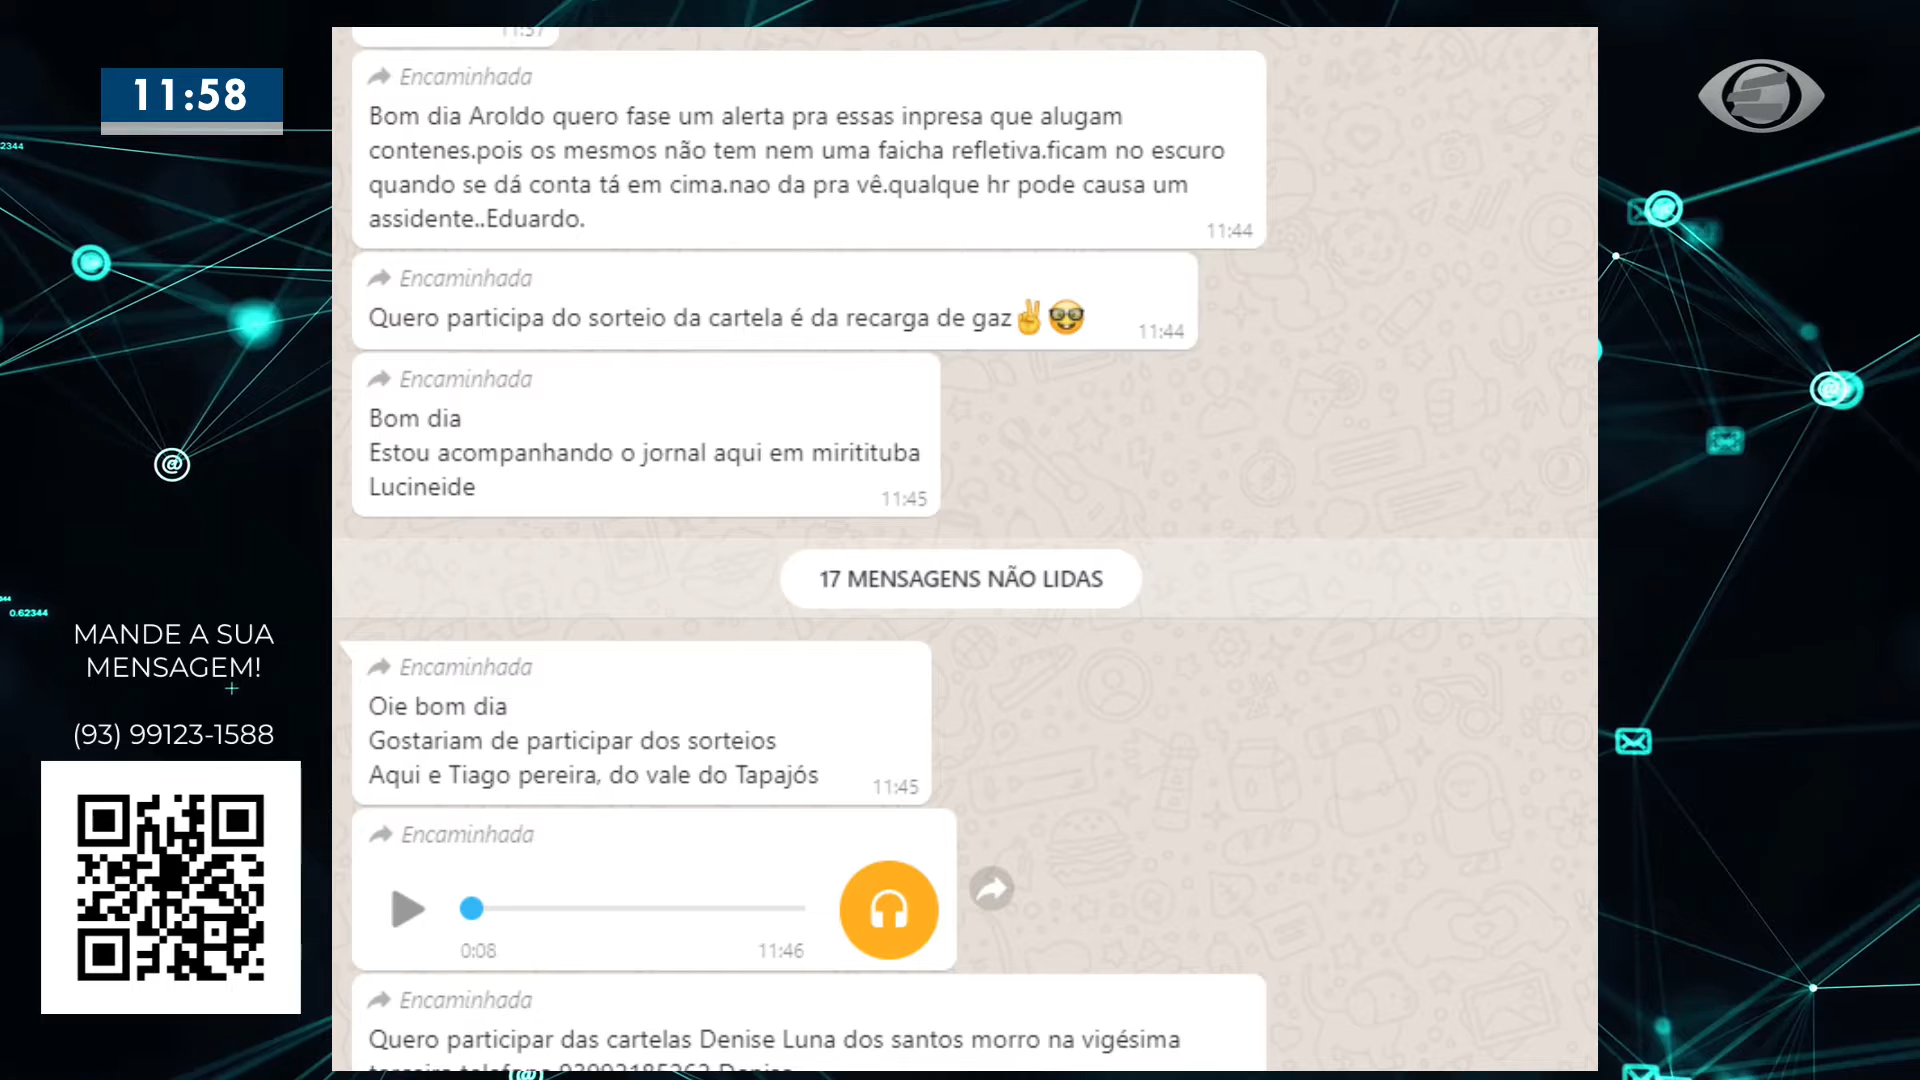 11:57
11:58
Encaminhada
Bom dia Aroldo quero fase um alerta pra essas inpresa que alugam
contenes.pois os mesmos não tem nem uma faicha refletiva.ficam no escuro
quando se dá conta tá em cima.nao da pra vê.qualque hr pode causa um
assidente..Eduardo.
11:44
Encaminhada
Quero participa do sorteio da cartela é da recarga de gaz✌🤓
11:44
Encaminhada
Bom dia
Estou acompanhando o jornal aqui em miritituba
Lucineide
11:45
17 MENSAGENS NÃO LIDAS
Encaminhada
Oie bom dia
Gostariam de participar dos sorteios
Aqui e Tiago pereira, do vale do Tapajós
11:45
Encaminhada
0:08
11:46
Encaminhada
Quero participar das cartelas Denise Luna dos santos morro na vigésima
2344
0.62344
MANDE A SUA
MENSAGEM!
(93) 99123-1588